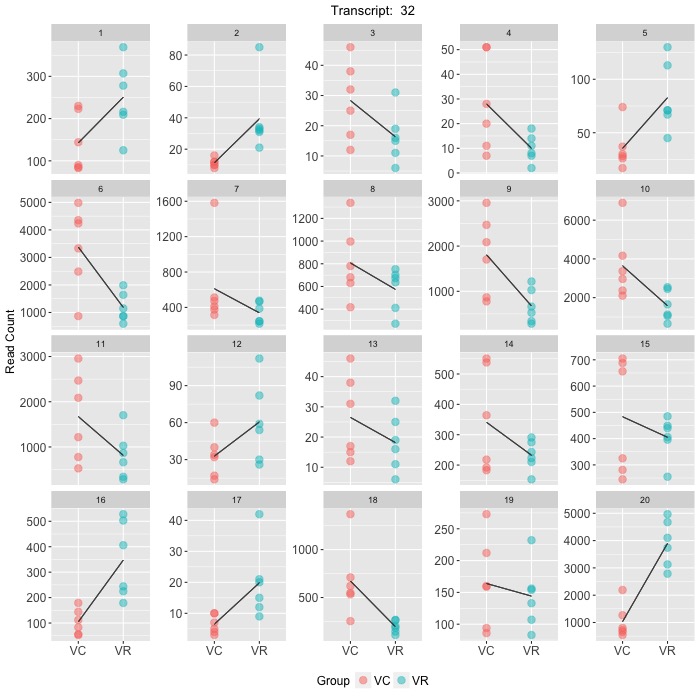 Transcript:  32
Read Count
1 2 3 4 5
300 200 100
80 60 40 20
40 30 20 10
50 40 30 20 10 0
100 50
6 7 8 9 10
5000 4000 3000 2000 1000
1600 1200 800 400
1200 1000 800 600 400
3000 2000 1000
6000 4000 2000
11 12 13 14 15
3000 2000 1000
90 60 30
40 30 20 10
500 400 300 200
700 600 500 400 300
16 17 18 19 20
500 400 300 200 100
40 30 20 10
1000 500
250 200 150 100
5000 4000 3000 2000 1000
VC VR VC VR VC VR VC VR VC VR
Group VC VR